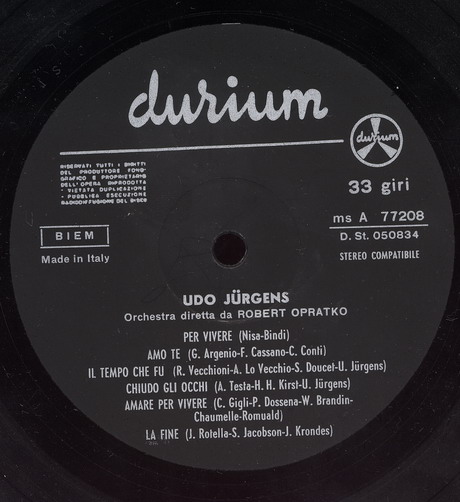 durium
durium
RISERVATI TUTTI I DIRITTI
DEL PRODUTTORE FONO-
GRAFICO E PROPRIETARIO
DELL'OPERA RIPRODOTTA
- VIETATA DUPLICAZIONE
- PUBBLICA ESECUZIONE
RADIODIFFUSIONE DEL DISCO
33 giri
BIEM
Made in Italy
ms A 77208
D. St. 050834
STEREO COMPATIBILE
UDO JÜRGENS
Orchestra diretta da ROBERT OPRATKO
PER VIVERE (Nisa-Bindi)
AMO TE (G. Argenio-F. Cassano-C. Conti)
IL TEMPO CHE FU (R. Vecchioni-A. Lo Vecchio-S. Doucet-U. Jürgens)
CHIUDO GLI OCCHI (A. Testa-H. H. Kirst-U. Jürgens)
AMARE PER VIVERE (C. Gigli-P. Dossena-W. Brandin-
Chaumelle-Romuald)
LA FINE (J. Rotella-S. Jacobson-J. Krondes)